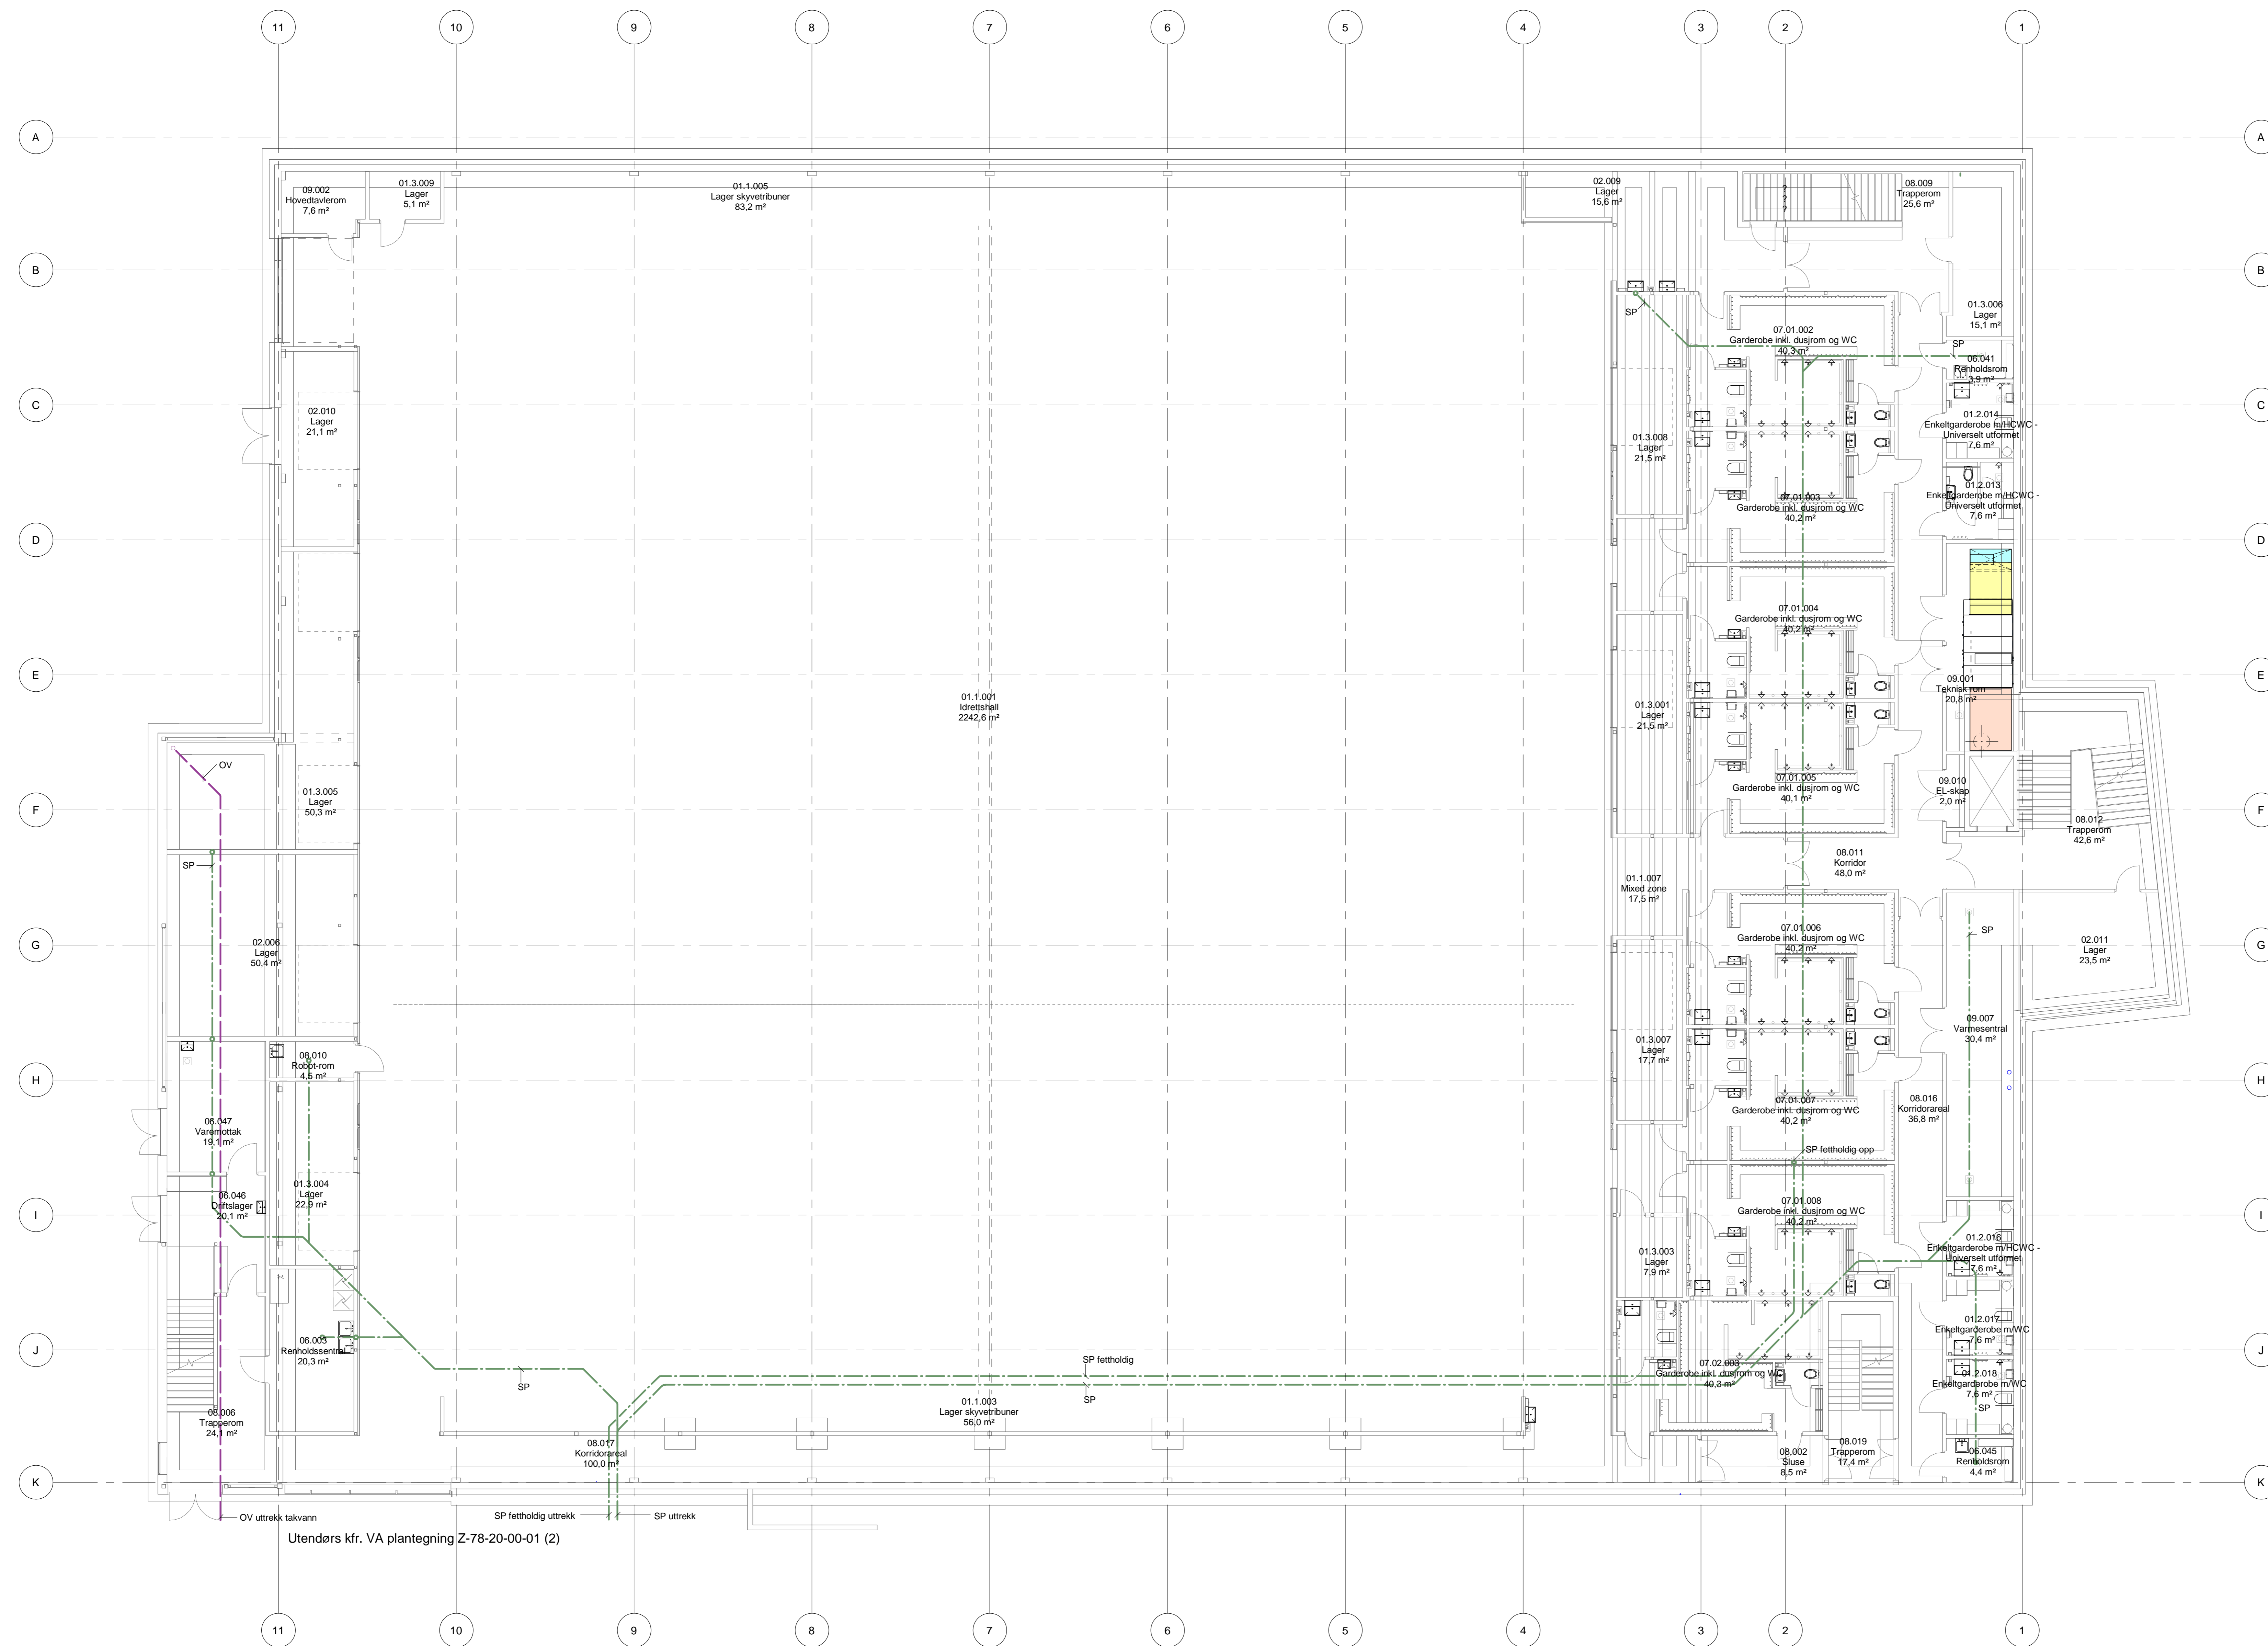 11
10
9
8
7
6
5
4
3
2
1
A
A
09.002
Hovedtavlerom
7,6 m²
01.3.009
Lager
5,1 m²
01.1.005
Lager skyvetribuner
83,2 m²
02.009
Lager
15,6 m²
?
?
?
08.009
Trapperom
25,6 m²
B
B
SP
01.3.006
Lager
15,1 m²
07.01.002
Garderobe inkl. dusjrom og WC
40,3 m²
SP
06.041
Renholdsrom
3,9 m²
C
C
02.010
Lager
21,1 m²
01.3.008
Lager
21,5 m²
01.2.014
Enkeltgarderobe m/HCWC -
Universelt utformet
7,6 m²
07.01.003
Garderobe inkl. dusjrom og WC
40,2 m²
01.2.013
Enkeltgarderobe m/HCWC -
Universelt utformet
7,6 m²
D
D
07.01.004
Garderobe inkl. dusjrom og WC
40,2 m²
E
E
01.1.001
Idrettshall
2242,6 m²
01.3.001
Lager
21,5 m²
09.001
Teknisk rom
20,8 m²
OV
01.3.005
Lager
50,3 m²
07.01.005
Garderobe inkl. dusjrom og WC
40,1 m²
09.010
EL-skap
2,0 m²
F
F
08.012
Trapperom
42,6 m²
SP
01.1.007
Mixed zone
17,5 m²
08.011
Korridor
48,0 m²
G
G
02.006
Lager
50,4 m²
07.01.006
Garderobe inkl. dusjrom og WC
40,2 m²
SP
02.011
Lager
23,5 m²
08.010
Robot-rom
4,5 m²
01.3.007
Lager
17,7 m²
09.007
Varmesentral
30,4 m²
H
H
06.047
Varemottak
19,1 m²
07.01.007
Garderobe inkl. dusjrom og WC
40,2 m²
08.016
Korridorareal
36,8 m²
SP fettholdig opp
I
I
06.046
Driftslager
20,1 m²
01.3.004
Lager
22,9 m²
07.01.008
Garderobe inkl. dusjrom og WC
40,2 m²
01.3.003
Lager
7,9 m²
01.2.016
Enkeltgarderobe m/HCWC -
Universelt utformet
7,6 m²
J
J
06.003
Renholdssentral
20,3 m²
01.2.017
Enkeltgarderobe m/WC
7,6 m²
SP
SP fettholdig
SP
07.02.003
Garderobe inkl. dusjrom og WC
40,3 m²
01.2.018
Enkeltgarderobe m/WC
7,6 m²
SP
08.006
Trapperom
24,1 m²
01.1.003
Lager skyvetribuner
56,0 m²
08.017
Korridorareal
100,0 m²
08.002
Sluse
8,5 m²
08.019
Trapperom
17,4 m²
06.045
Renholdsrom
4,4 m²
K
K
OV uttrekk takvann
SP fettholdig uttrekk
SP uttrekk
Utendørs kfr. VA plantegning Z-78-20-00-01 (2)
11
10
9
8
7
6
5
4
3
2
1